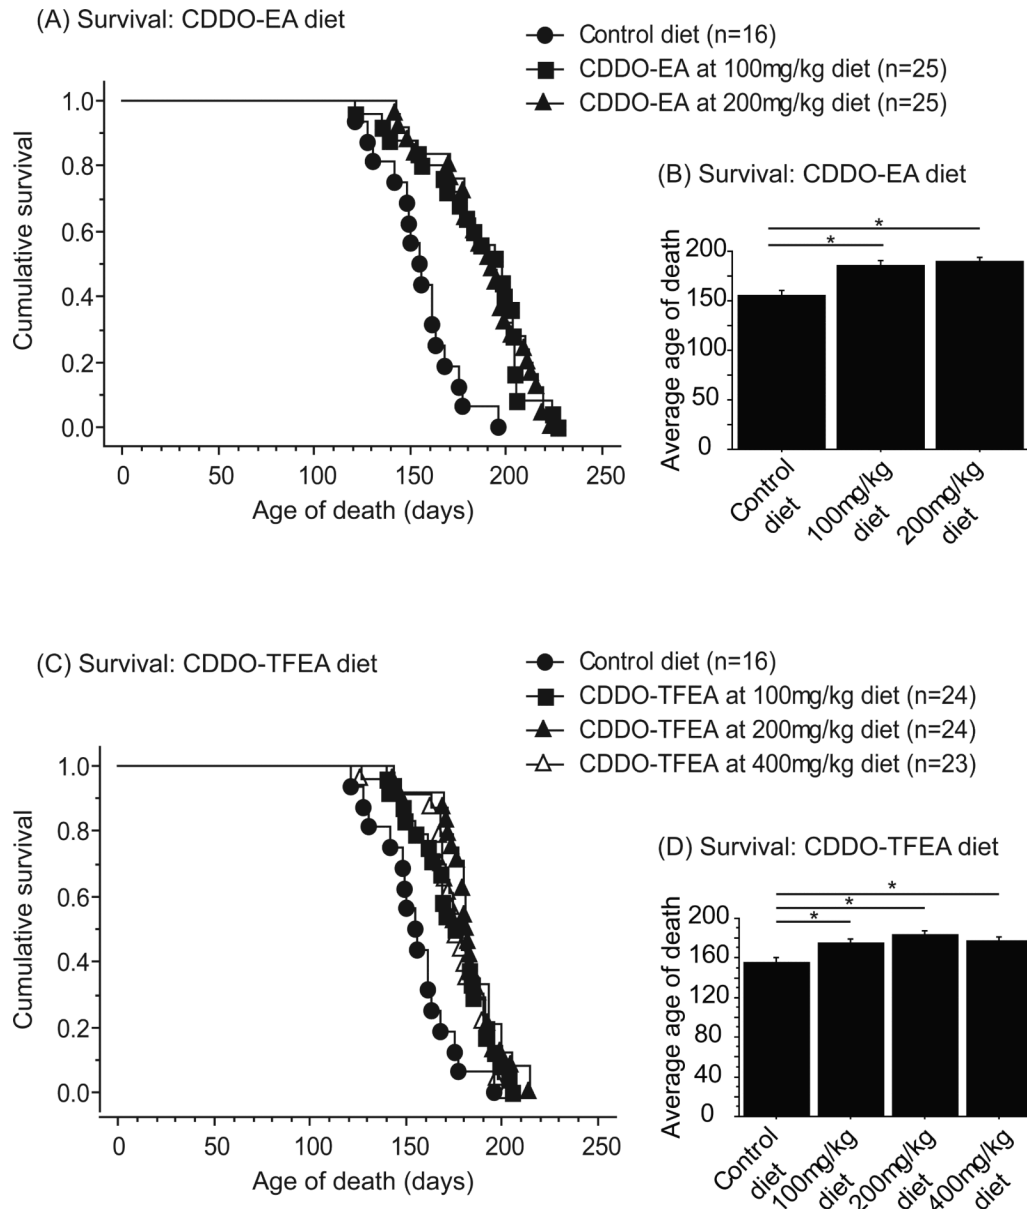 (A) Survival: CDDO-EA diet
Control diet (n=16)
CDDO-EA at 100mg/kg diet (n=25)
CDDO-EA at 200mg/kg diet (n=25)
Cumulative survival
1.0
0.8
0.6
0.4
0.2
0.0
0 50 100 150 200 250
Age of death (days)
(B) Survival: CDDO-EA diet
Average age of death
200
150
100
50
0
* *
Control diet
100mg/kg diet
200mg/kg diet
(C) Survival: CDDO-TFEA diet
Control diet (n=16)
CDDO-TFEA at 100mg/kg diet (n=24)
CDDO-TFEA at 200mg/kg diet (n=24)
CDDO-TFEA at 400mg/kg diet (n=23)
Cumulative survival
1.0
0.8
0.6
0.4
0.2
0.0
0 50 100 150 200 250
Age of death (days)
(D) Survival: CDDO-TFEA diet
Average age of death
200
160
120
80
40
0
* * *
Control diet
100mg/kg diet
200mg/kg diet
400mg/kg diet